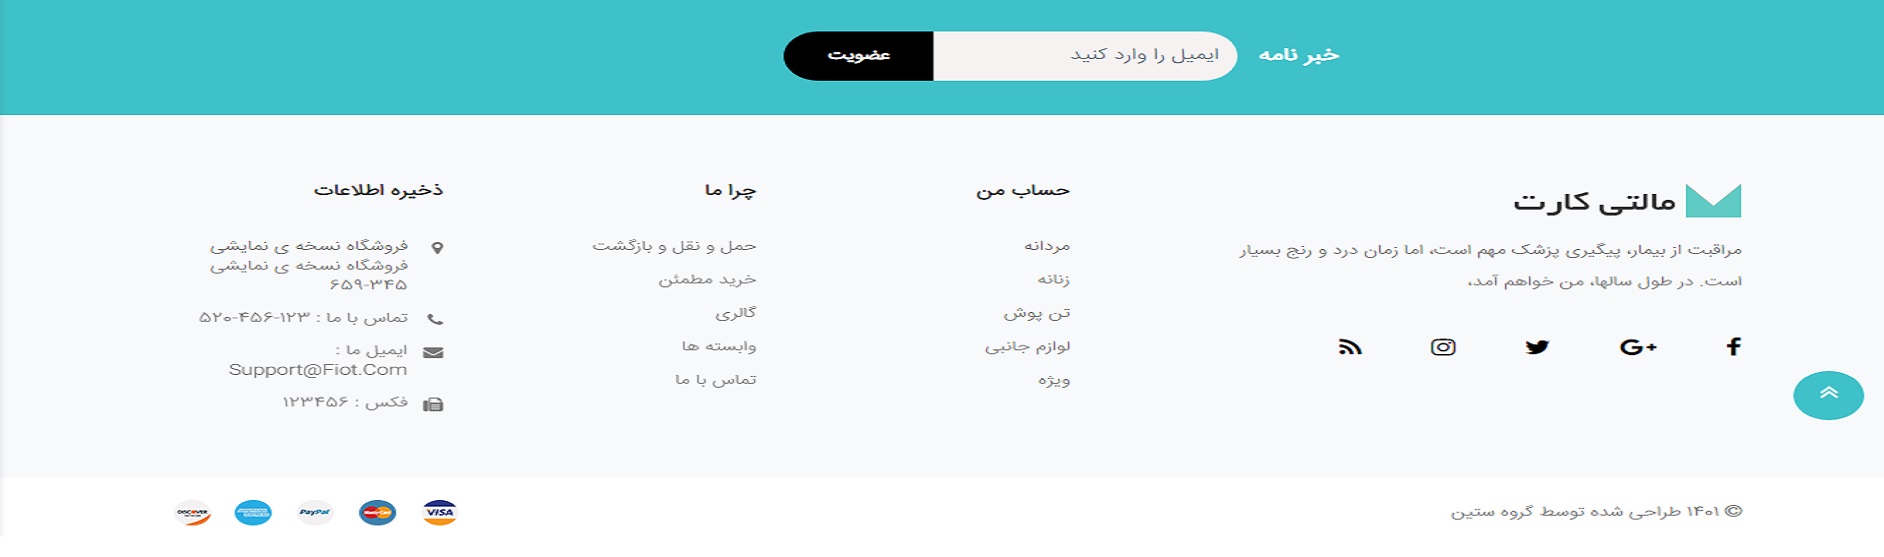 خبر نامه
ایمیل را وارد کنید
عضویت
مالتی کارت
مراقبت از بیمار، پیگیری پزشک مهم است، اما زمان درد و رنج بسیار
است. در طول سالها، من خواهم آمد،
حساب من
مردانه
زنانه
تن پوش
لوازم جانبی
ویژه
چرا ما
حمل و نقل و بازگشت
خرید مطمئن
گالری
وابسته ها
تماس با ما
ذخیره اطلاعات
فروشگاه نسخه ی نمایشی
فروشگاه نسخه ی نمایشی
۳۴۵-۶۵۹
تماس با ما : ۱۲۳-۴۵۶-۵۲۰
ایمیل ما :
Support@Fiot.Com
فکس : ۱۲۳۴۵۶
© ۱۴۰۱ طراحی شده توسط گروه ستین
VISA
MasterCard
PayPal
DISCOVER